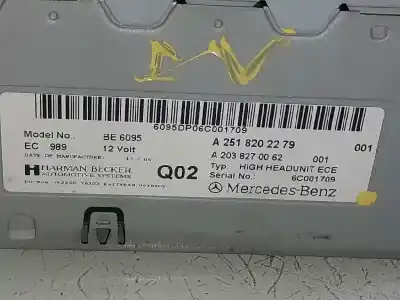 6095DP06C001709
Model No.: BE 6095
EC 989 12 Volt
DATE OF MANUFACTURE:
HARMAN/BECKER
AUTOMOTIVE SYSTEMS
Q02
A 251 820 22 79 001
A 203 827 00 62 001
Typ: HIGH HEADUNIT ECE
Serial No.: 6C001709
Mercedes-Benz